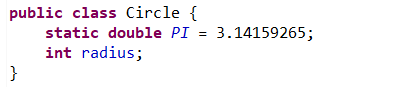 public class Circle {
    static double PI = 3.14159265;
    int radius;
}